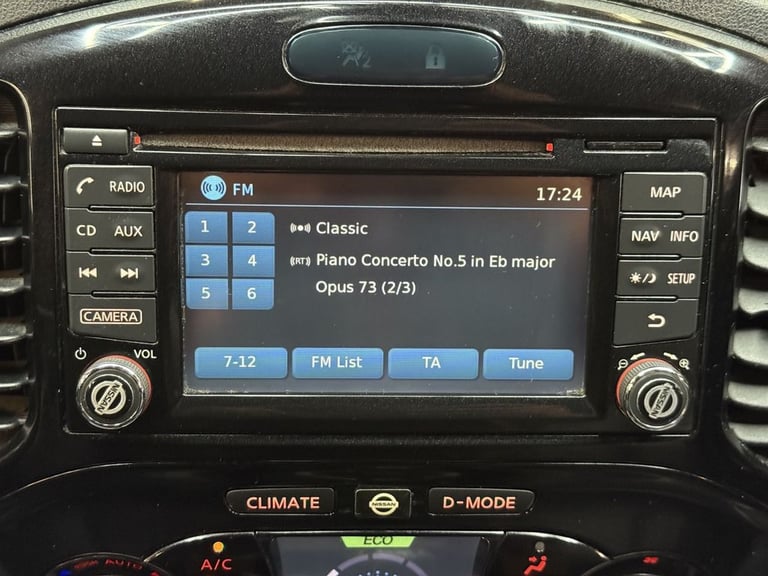 FM 17:24
RADIO
MAP
1 2
Classic
CD AUX
NAV INFO
3 4
Piano Concerto No.5 in Eb major
Opus 73 (2/3)
SETUP
5 6
CAMERA
VOL
7-12 FM List TA Tune
NISSAN
NISSAN
CLIMATE NISSAN D-MODE
ECO
A/C
AUTO